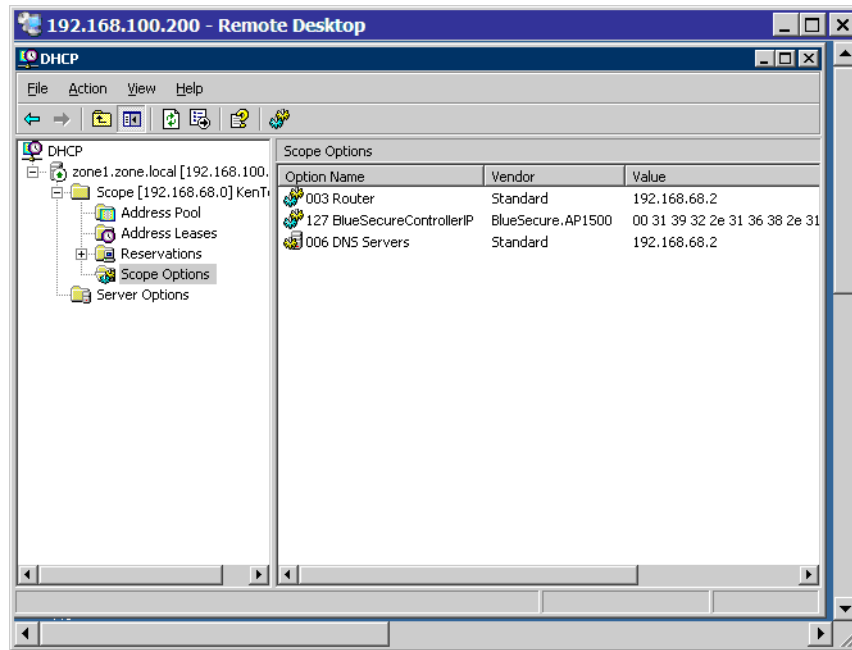 192.168.100.200 - Remote Desktop
DHCP
File Action View Help
DHCP
zone1.zone.local [192.168.100.
Scope [192.168.68.0] KenT
Address Pool
Address Leases
Reservations
Scope Options
Server Options
Scope Options
Option Name Vendor Value
003 Router Standard 192.168.68.2
127 BlueSecureControllerIP BlueSecure.AP1500 00 31 39 32 2e 31 36 38 2e 31
006 DNS Servers Standard 192.168.68.2